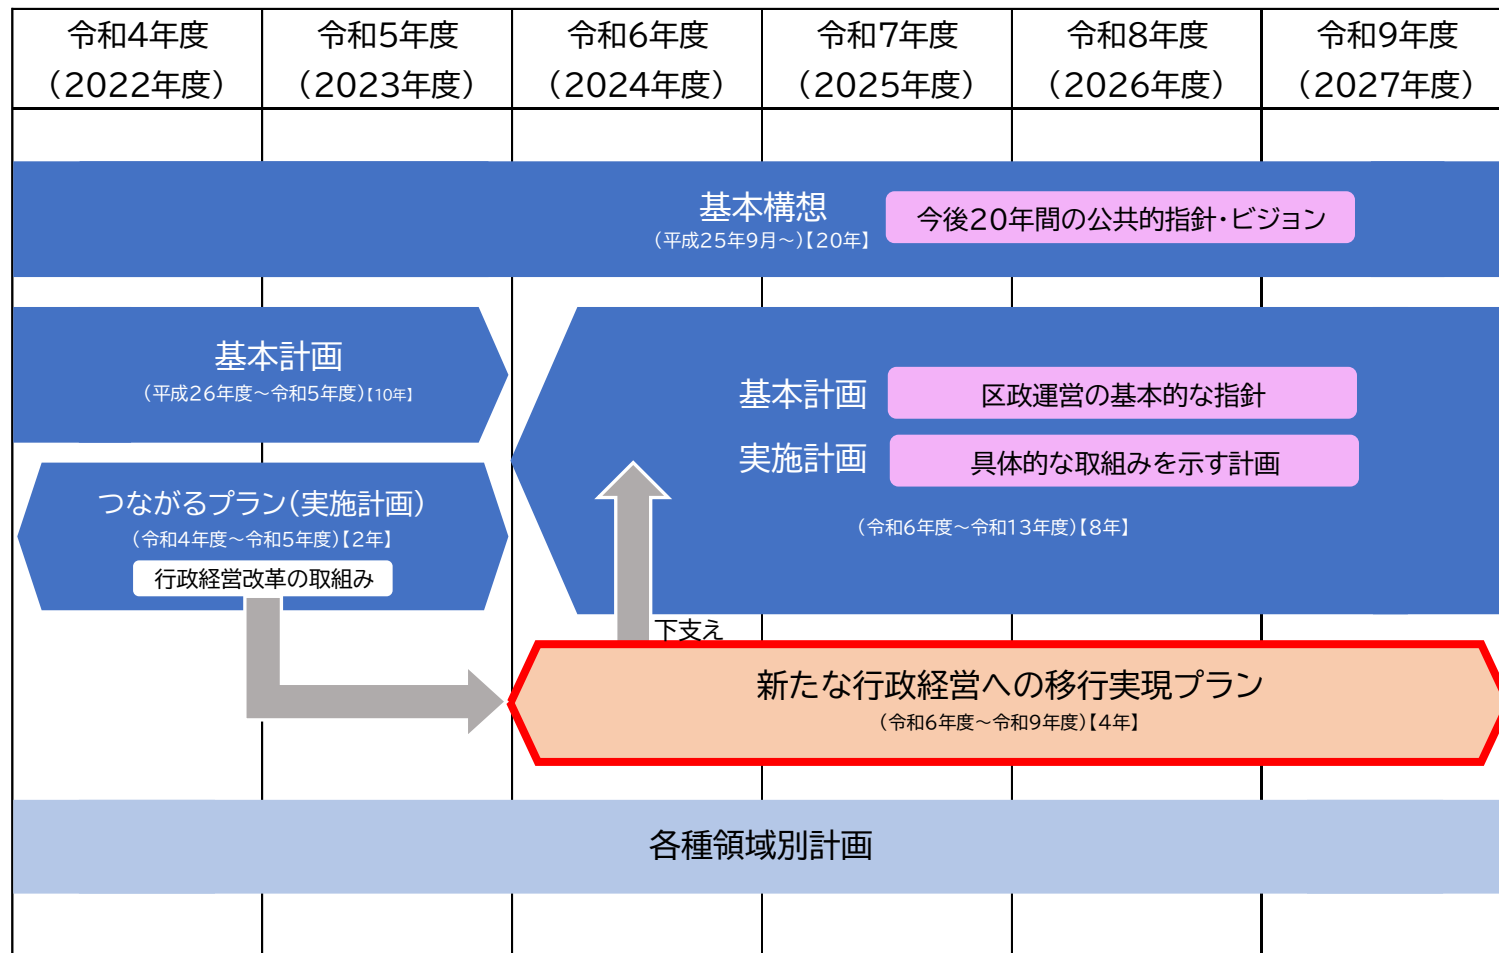 令和4年度
（2022年度）
令和5年度
（2023年度）
令和6年度
（2024年度）
令和7年度
（2025年度）
令和8年度
（2026年度）
令和9年度
（2027年度）
基本構想
（平成25年9月～）【20年】
今後20年間の公共的指針・ビジョン
基本計画
（平成26年度～令和5年度）【10年】
つながるプラン（実施計画）
（令和4年度～令和5年度）【2年】
行政経営改革の取組み
基本計画
区政運営の基本的な指針
実施計画
具体的な取組みを示す計画
（令和6年度～令和13年度）【8年】
下支え
新たな行政経営への移行実現プラン
（令和6年度～令和9年度）【4年】
各種領域別計画